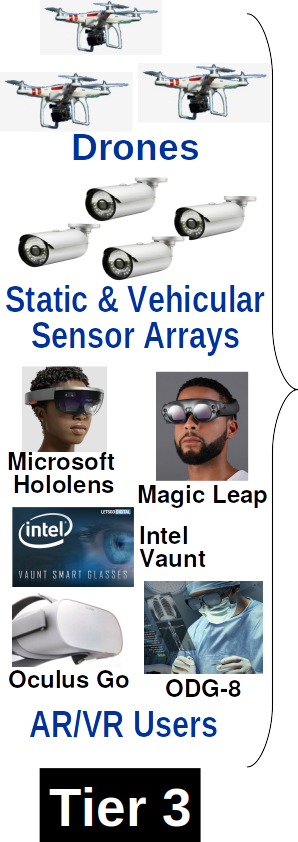 Drones
Static & Vehicular
Sensor Arrays
Microsoft
Hololens
Magic Leap
LETSGODIGITAL
intel
VAUNT SMART GLASSES
Intel
Vaunt
Oculus Go
ODG-8
AR/VR Users
Tier 3